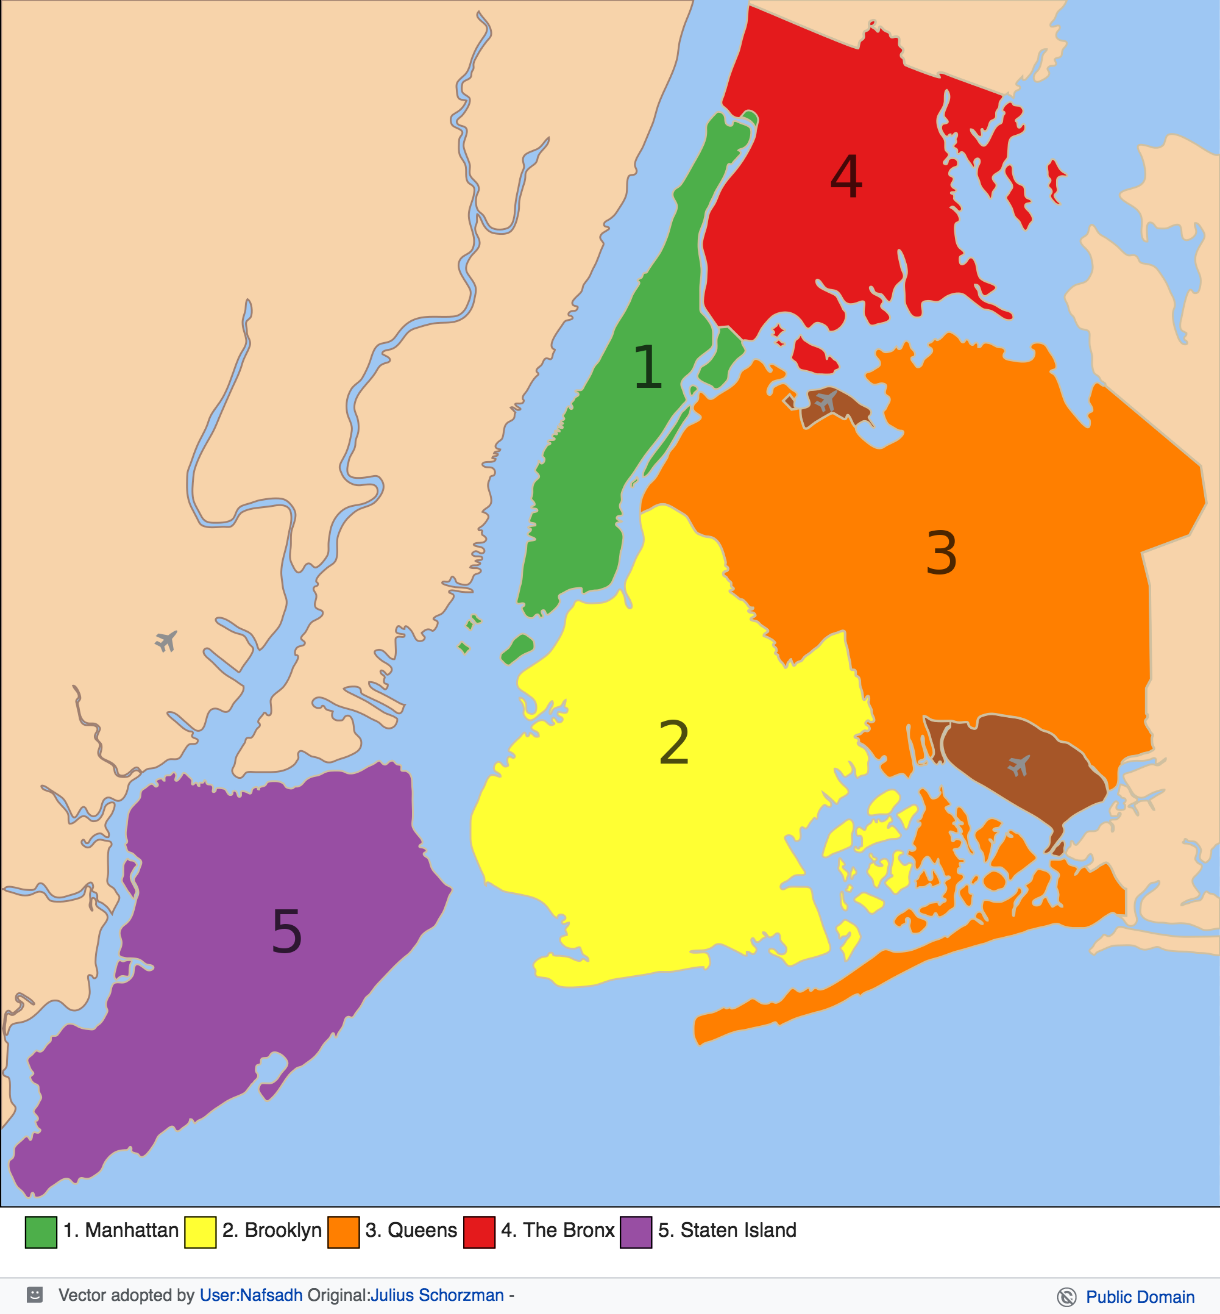 4
1
3
2
5
1. Manhattan 2. Brooklyn 3. Queens 4. The Bronx 5. Staten Island
Vector adopted by User:Nafsadh Original:Julius Schorzman - Public Domain